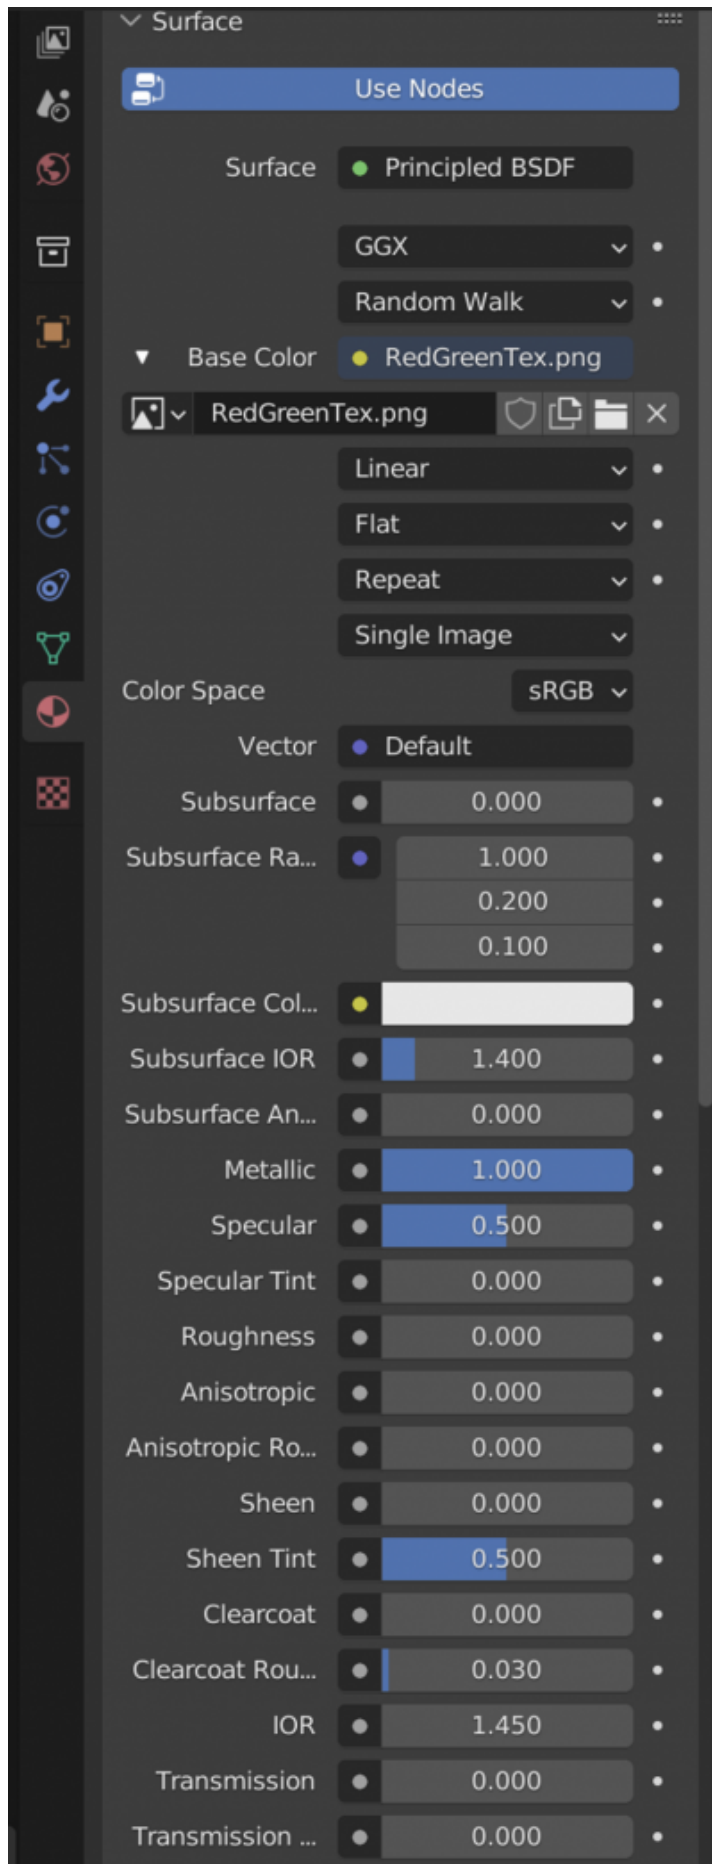 Surface
Use Nodes
Surface Principled BSDF
GGX
Random Walk
Base Color RedGreenTex.png
RedGreenTex.png
Linear
Flat
Repeat
Single Image
Color Space sRGB
Vector Default
Subsurface 0.000
Subsurface Ra... 1.000
0.200
0.100
Subsurface Col...
Subsurface IOR 1.400
Subsurface An... 0.000
Metallic 1.000
Specular 0.500
Specular Tint 0.000
Roughness 0.000
Anisotropic 0.000
Anisotropic Ro... 0.000
Sheen 0.000
Sheen Tint 0.500
Clearcoat 0.000
Clearcoat Rou... 0.030
IOR 1.450
Transmission 0.000
Transmission ... 0.000